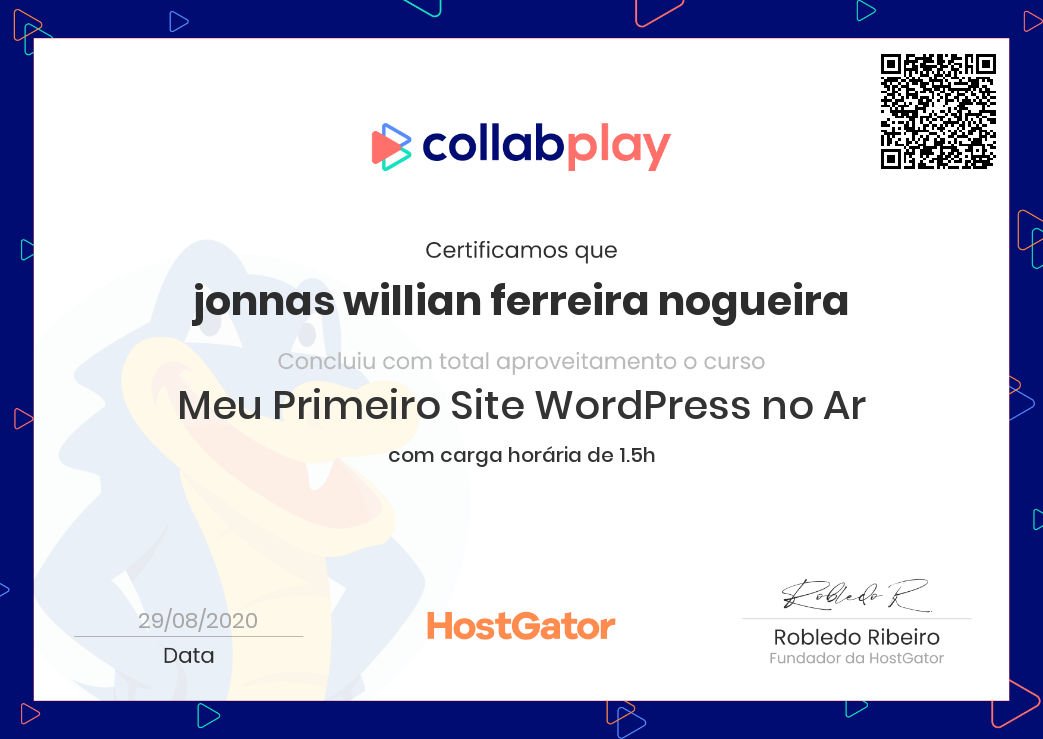 collabplay
Certificamos que
jonnas willian ferreira nogueira
Concluiu com total aproveitamento o curso
Meu Primeiro Site WordPress no Ar
com carga horária de 1.5h
29/08/2020
Data
HostGator
Robledo R.
Robledo Ribeiro
Fundador da HostGator